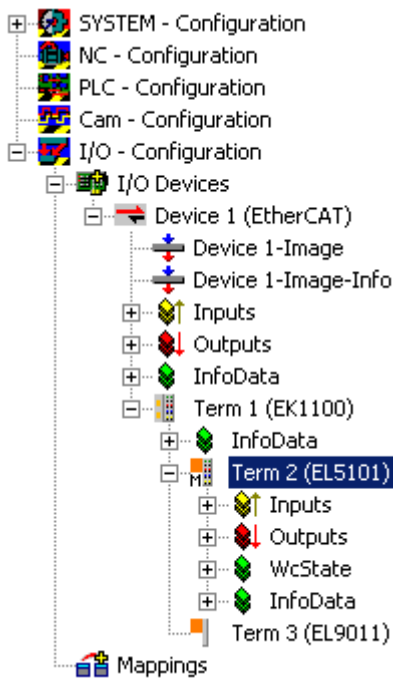 SYSTEM - Configuration
NC - Configuration
PLC - Configuration
Cam - Configuration
I/O - Configuration
I/O Devices
Device 1 (EtherCAT)
Device 1-Image
Device 1-Image-Info
Inputs
Outputs
InfoData
Term 1 (EK1100)
InfoData
M Term 2 (EL5101)
Inputs
Outputs
WcState
InfoData
Term 3 (EL9011)
Mappings